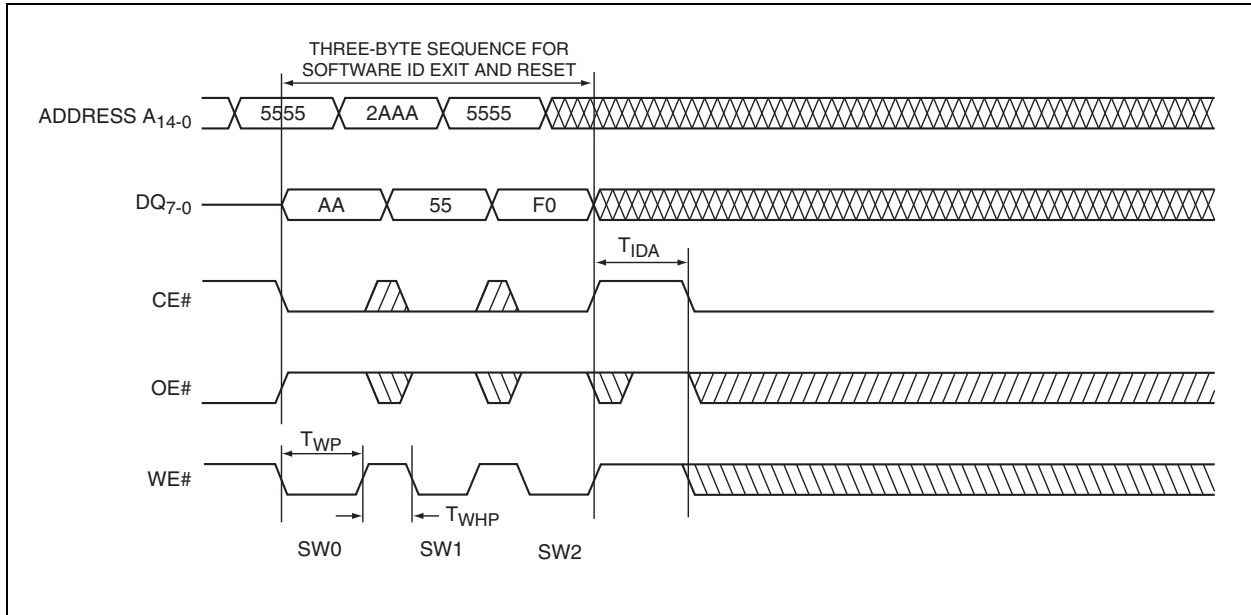 THREE-BYTE SEQUENCE FOR
SOFTWARE ID EXIT AND RESET
ADDRESS A14-0
5555 2AAA 5555
DQ7-0
AA 55 F0
TIDA
CE#
OE#
TWP
WE#
TWHP
SW0 SW1 SW2